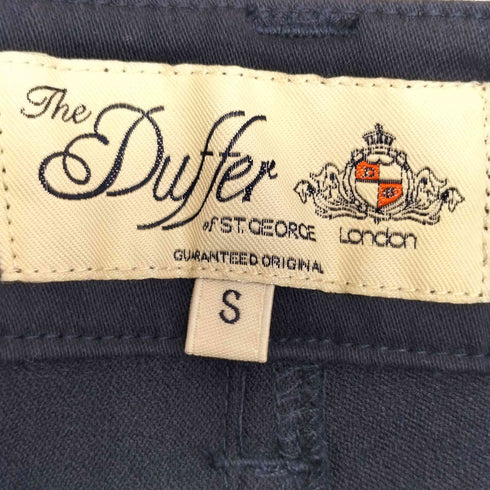 The
Duffer
of ST. GEORGE
London
GUARANTEED ORIGINAL
S